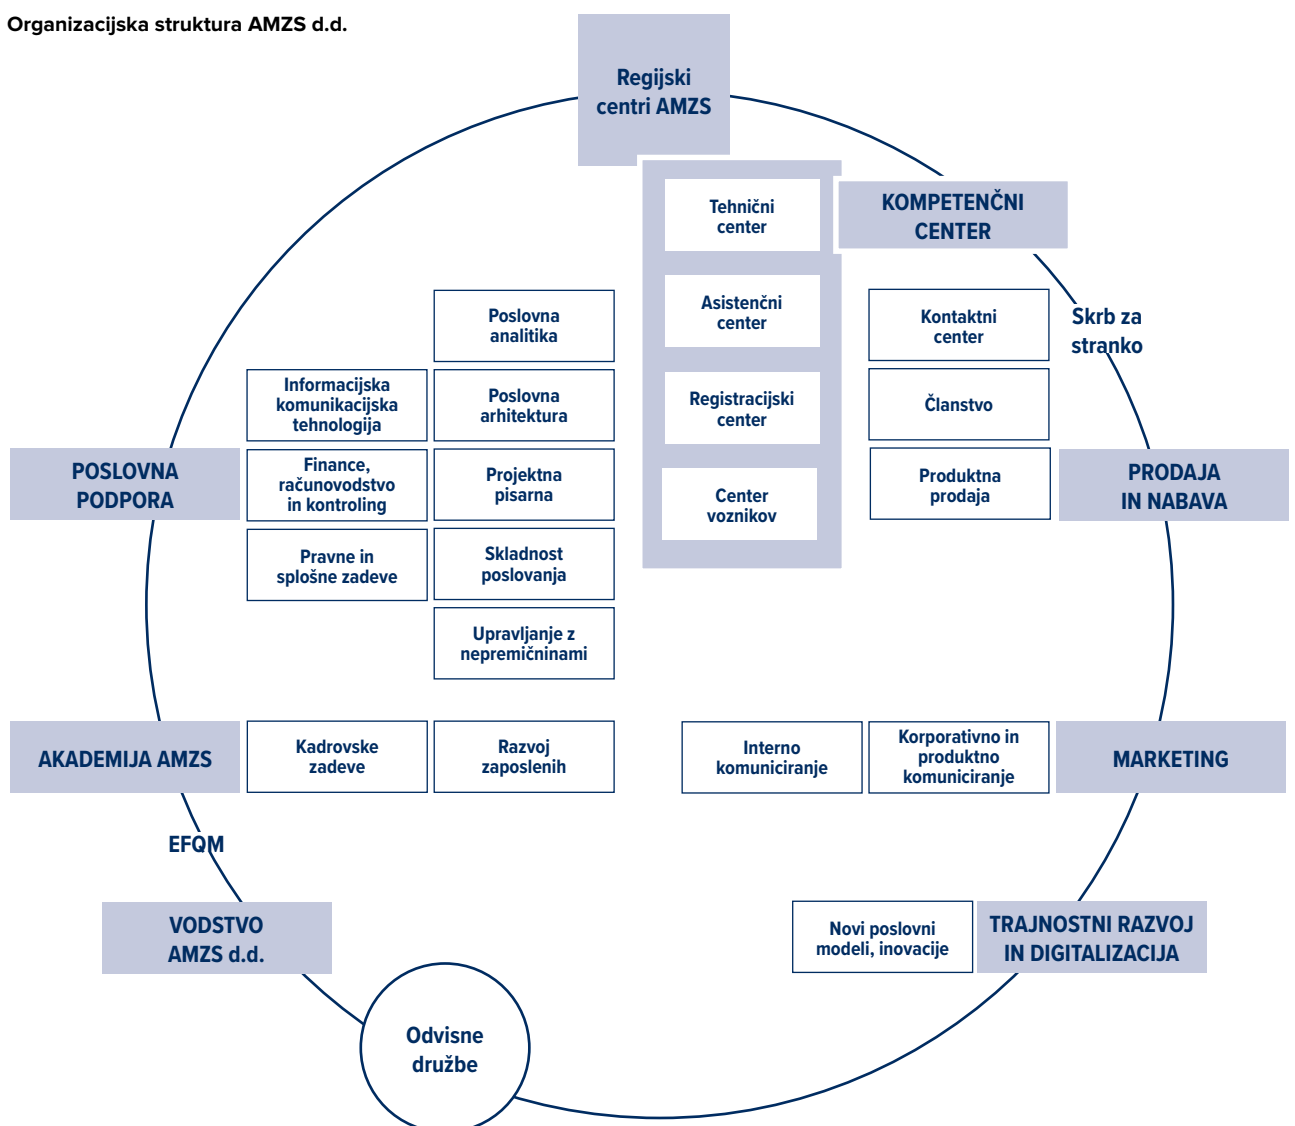 Organizacijska struktura AMZS d.d.
Regijski
centri AMZS
Tehnični
center
Asistenčni
center
Registracijski
center
Center
voznikov
KOMPETENČNI
CENTER
Skrb za
stranko
Kontaktni
center
Članstvo
Produktna
prodaja
PRODAJA
IN NABAVA
Poslovna
analitika
Poslovna
arhitektura
Projektna
pisarna
Skladnost
poslovanja
Upravljanje z
nepremičninami
Informacijska
komunikacijska
tehnologija
Finance,
računovodstvo
in kontroling
Pravne in
splošne zadeve
POSLOVNA
PODPORA
AKADEMIJA AMZS
Kadrovske
zadeve
Razvoj
zaposlenih
Interno
komuniciranje
Korporativno in
produktno
komuniciranje
MARKETING
EFQM
VODSTVO
AMZS d.d.
Odvisne
družbe
Novi poslovni
modeli, inovacije
TRAJNOSTNI RAZVOJ
IN DIGITALIZACIJA